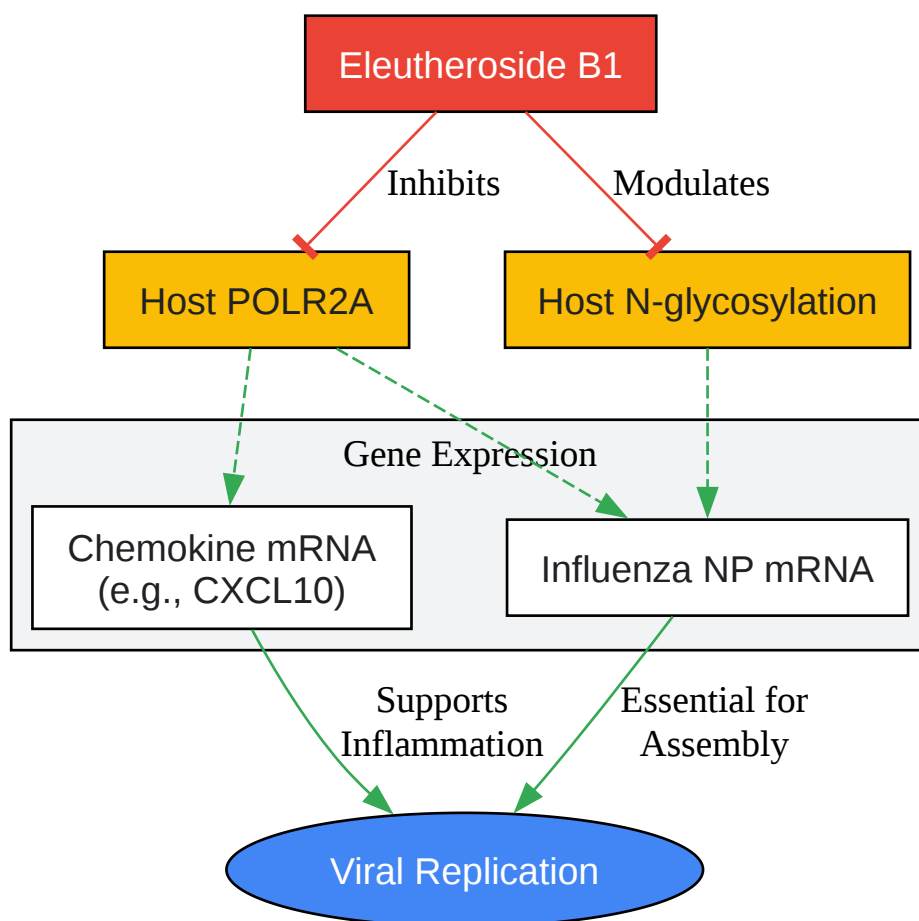 Eleutheroside B1
Inhibits
Modulates
Host POLR2A
Host N-glycosylation
Gene Expression
Chemokine mRNA
(e.g., CXCL10)
Influenza NP mRNA
Supports
Inflammation
Essential for
Assembly
Viral Replication